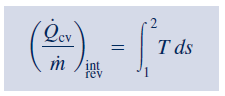 (Q̇cv / ṁ) int rev = ∫₁² T ds